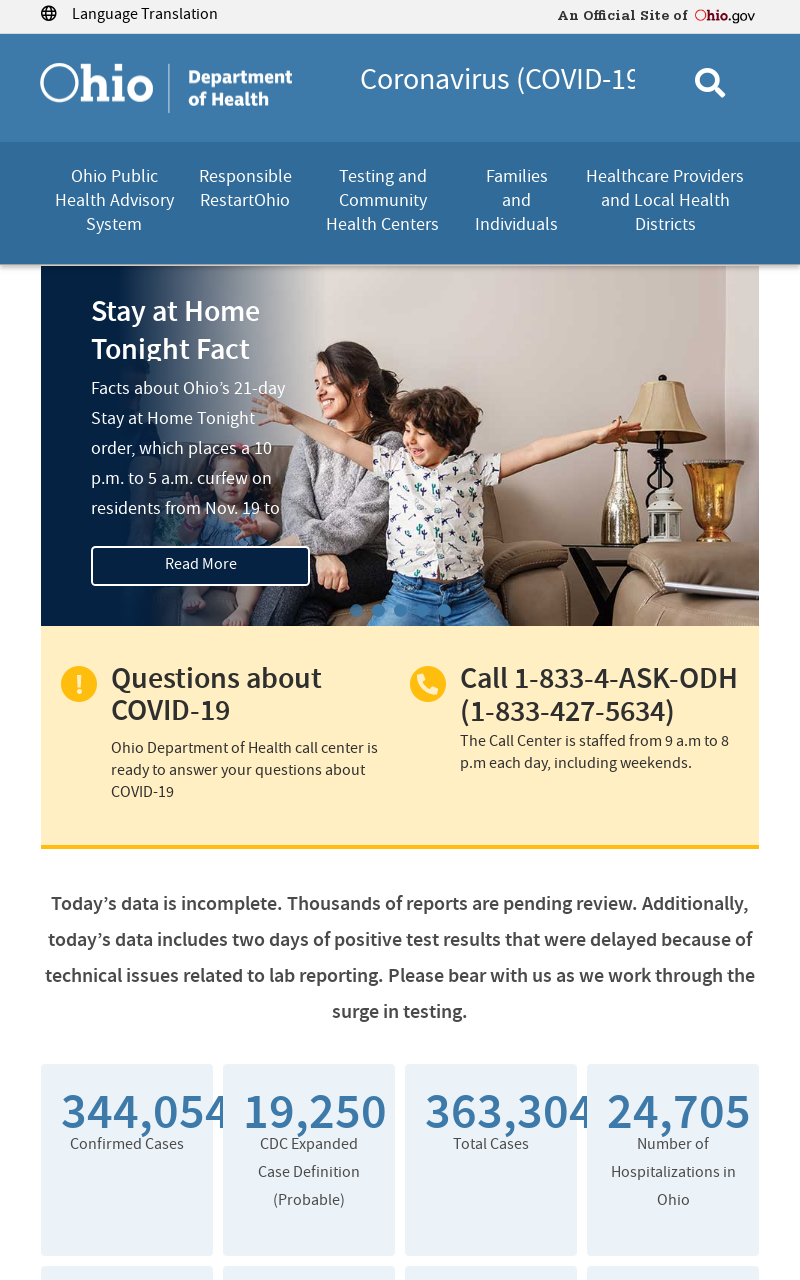 Language Translation
An Official Site of Ohio.gov
Ohio
Department
of Health
Coronavirus (COVID-19
Ohio Public
Health Advisory
System
Responsible
RestartOhio
Testing and
Community
Health Centers
Families
and
Individuals
Healthcare Providers
and Local Health
Districts
Stay at Home
Tonight Fact
Facts about Ohio’s 21-day
Stay at Home Tonight
order, which places a 10
p.m. to 5 a.m. curfew on
residents from Nov. 19 to
Read More
Questions about
COVID-19
Ohio Department of Health call center is
ready to answer your questions about
COVID-19
Call 1-833-4-ASK-ODH
(1-833-427-5634)
The Call Center is staffed from 9 a.m to 8
p.m each day, including weekends.
Today’s data is incomplete. Thousands of reports are pending review. Additionally,
today’s data includes two days of positive test results that were delayed because of
technical issues related to lab reporting. Please bear with us as we work through the
surge in testing.
344,054
Confirmed Cases
19,250
CDC Expanded
Case Definition
(Probable)
363,304
Total Cases
24,705
Number of
Hospitalizations in
Ohio